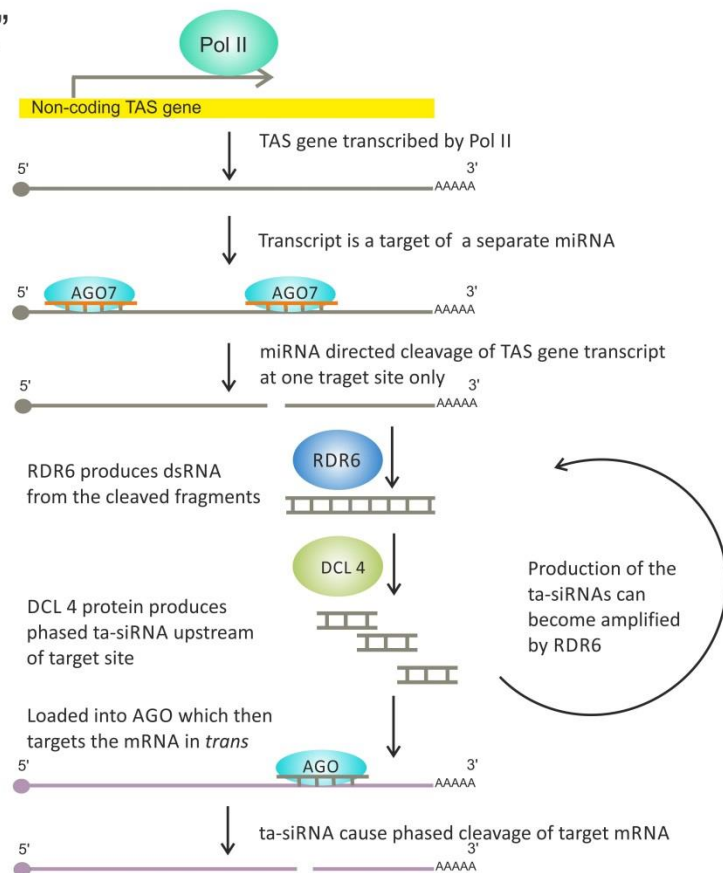 ”
Pol II
Non-coding TAS gene
TAS gene transcribed by Pol II
5'
3'
AAAAA
Transcript is a target of a separate miRNA
5'
AGO7
AGO7
3'
AAAAA
miRNA directed cleavage of TAS gene transcript
at one traget site only
5'
3'
AAAAA
RDR6
RDR6 produces dsRNA
from the cleaved fragments
DCL 4
Production of the
ta-siRNAs can
become amplified
by RDR6
DCL 4 protein produces
phased ta-siRNA upstream
of target site
Loaded into AGO which then
targets the mRNA in trans
5'
AGO
3'
AAAAA
ta-siRNA cause phased cleavage of target mRNA
5'
3'
AAAAA